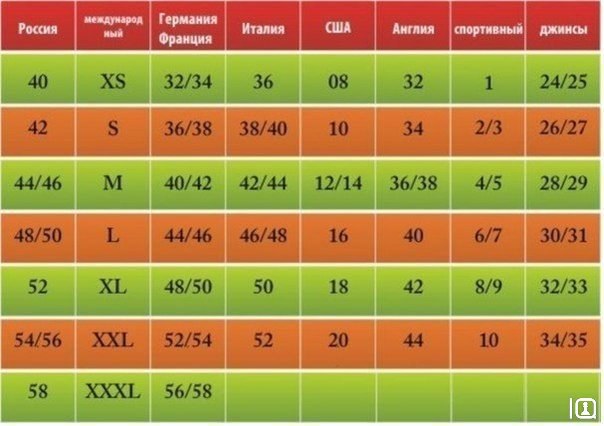 Россия международ
ный Германия
Франция Италия США Англия спортивный джинсы
40 XS 32/34 36 08 32 1 24/25
42 S 36/38 38/40 10 34 2/3 26/27
44/46 M 40/42 42/44 12/14 36/38 4/5 28/29
48/50 L 44/46 46/48 16 40 6/7 30/31
52 XL 48/50 50 18 42 8/9 32/33
54/56 XXL 52/54 52 20 44 10 34/35
58 XXXL 56/58